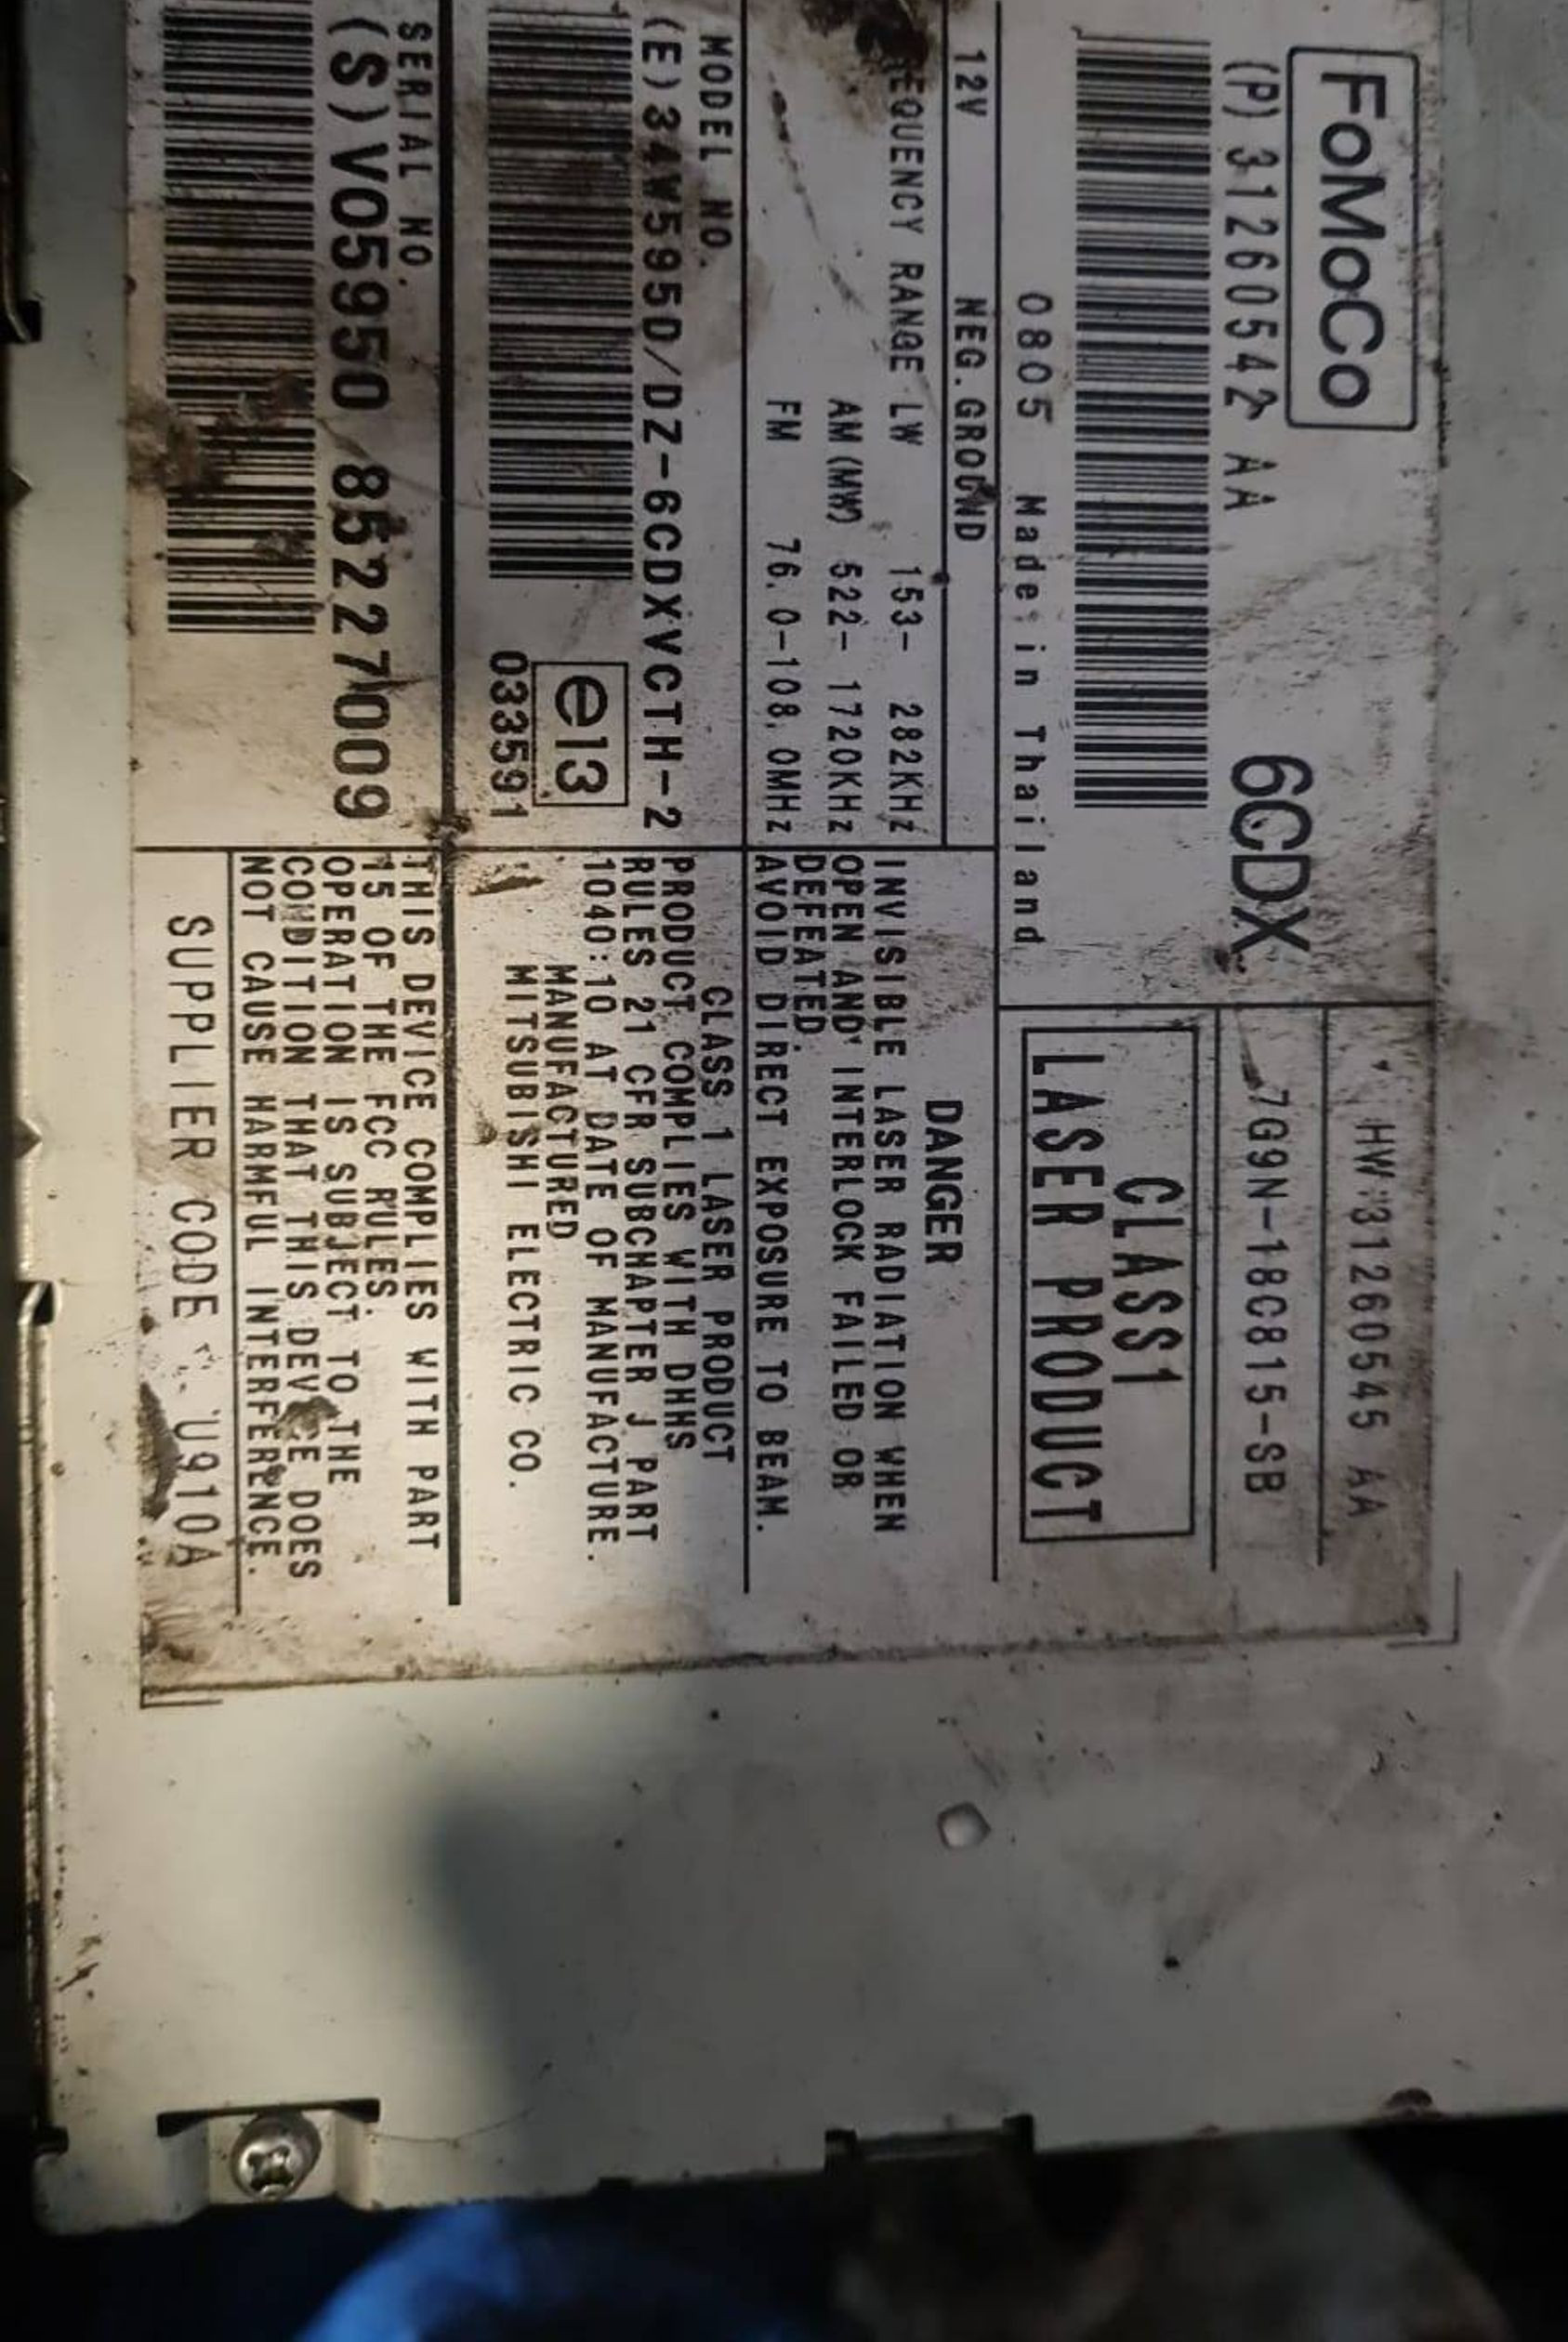 FoMoCo
(P)31260542 AA 6CDX
0805 Made in Thailand
12V NEG.GROUND
EQUENCY RANGE LW 153- 282KHz
AM(MW) 522- 1720KHz
FM 76.0-108.0MHz
MODEL NO.
(E)34W595D/DZ-6CDXVCTH-2
e13
033591
SERIAL NO.
(S)V059508 85227009
HW:31260545 AA
7G9N-18C815-SB
CLASS1
LASER PRODUCT
DANGER
INVISIBLE LASER RADIATION WHEN
OPEN AND INTERLOCK FAILED OR
DEFEATED.
AVOID DIRECT EXPOSURE TO BEAM.
CLASS 1 LASER PRODUCT
PRODUCT COMPLIES WITH DHHS
RULES 21 CFR SUBCHAPTER J PART
1040:10 AT DATE OF MANUFACTURE.
MANUFACTURED
MITSUBISHI ELECTRIC CO.
THIS DEVICE COMPLIES WITH PART
15 OF THE FCC RULES.
OPERATION IS SUBJECT TO THE
CONDITION THAT THIS DEVICE DOES
NOT CAUSE HARMFUL INTERFERENCE.
SUPPLIER CODE : U910A